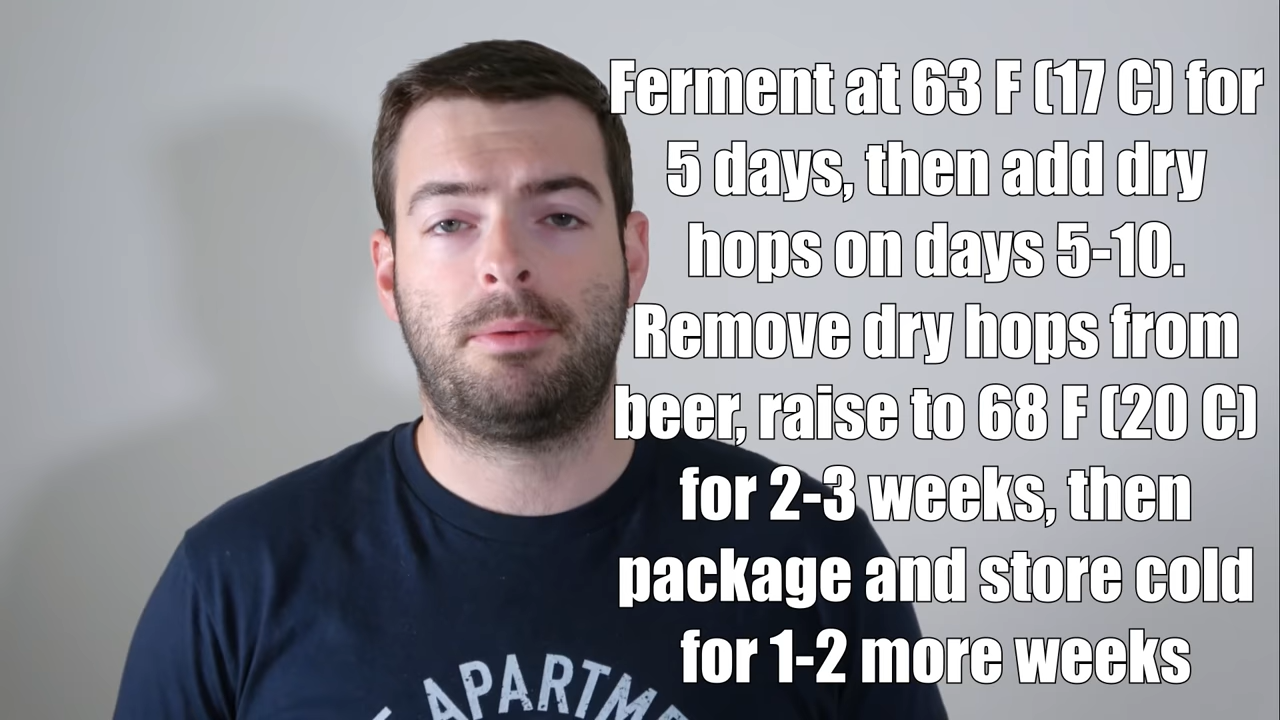 Ferment at 63 F (17 C) for
5 days, then add dry
hops on days 5-10.
Remove dry hops from
beer, raise to 68 F (20 C)
for 2-3 weeks, then
package and store cold
for 1-2 more weeks